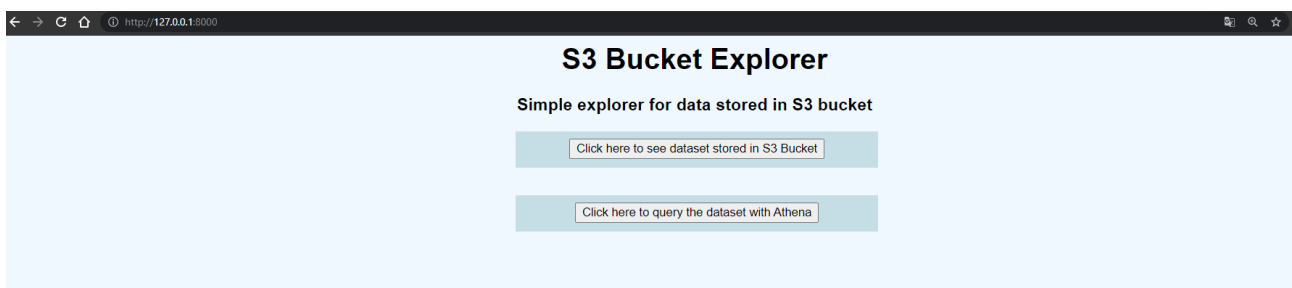 http://127.0.0.1:8000
S3 Bucket Explorer
Simple explorer for data stored in S3 bucket
Click here to see dataset stored in S3 Bucket
Click here to query the dataset with Athena